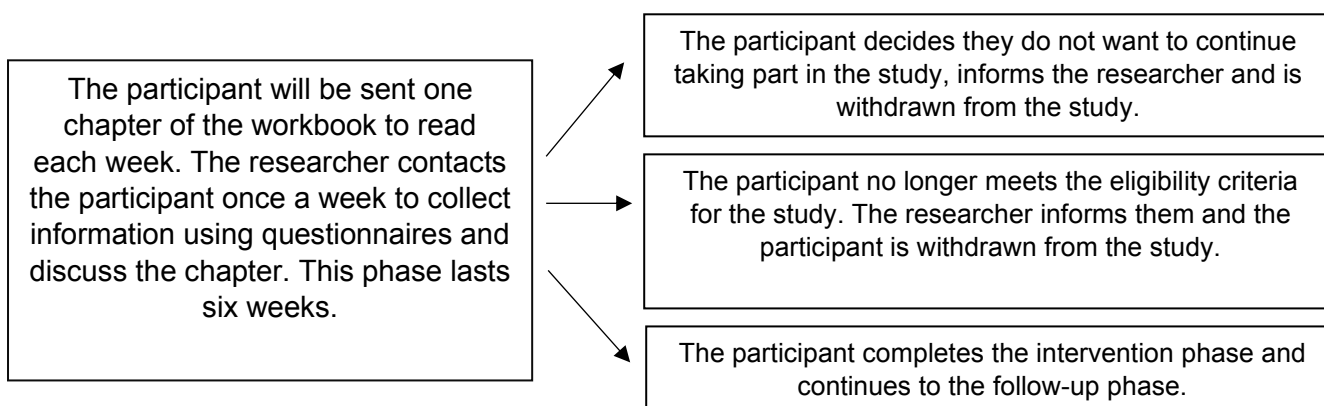 The participant will be sent one
chapter of the workbook to read
each week. The researcher contacts
the participant once a week to collect
information using questionnaires and
discuss the chapter. This phase lasts
six weeks.
The participant decides they do not want to continue
taking part in the study, informs the researcher and is
withdrawn from the study.
The participant no longer meets the eligibility criteria
for the study. The researcher informs them and the
participant is withdrawn from the study.
The participant completes the intervention phase and
continues to the follow-up phase.